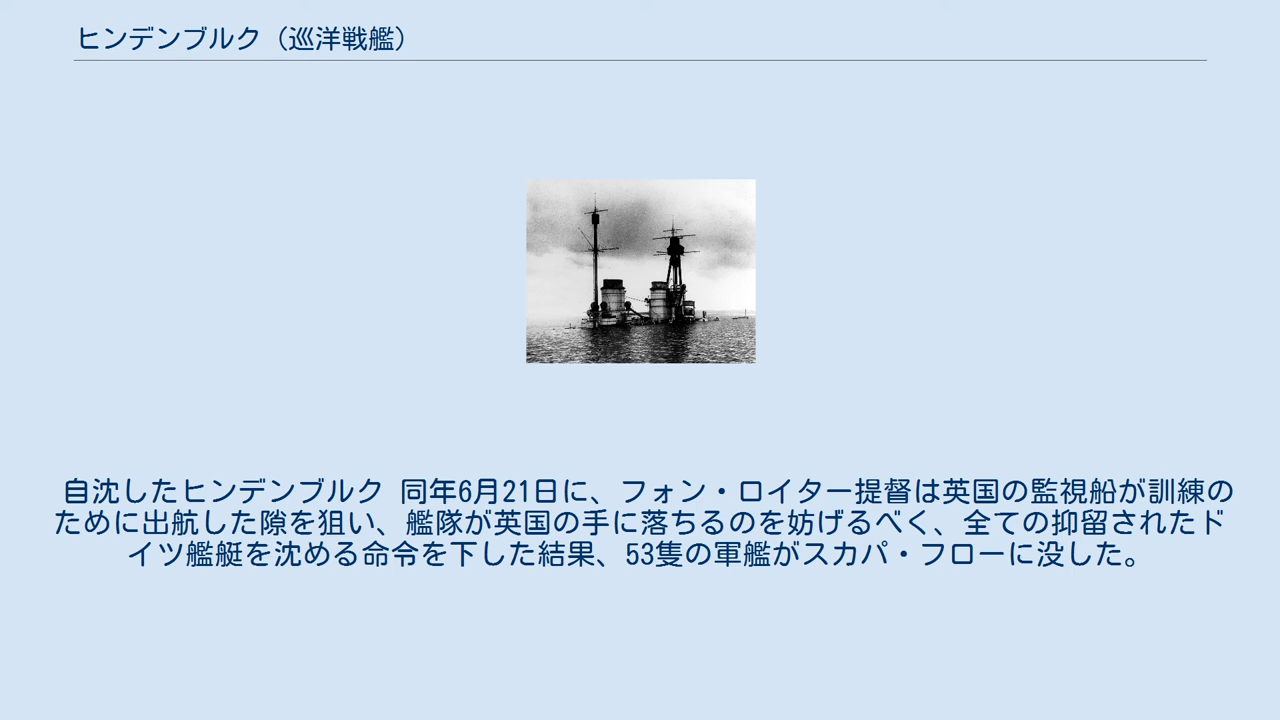 ヒンデンブルク（巡洋戦艦）
自沈したヒンデンブルク 同年6月21日に、フォン・ロイター提督は英国の監視船が訓練の
ために出航した隙を狙い、艦隊が英国の手に落ちるのを妨げるべく、全ての抑留されたド
イツ艦艇を沈める命令を下した結果、53隻の軍艦がスカパ・フローに没した。